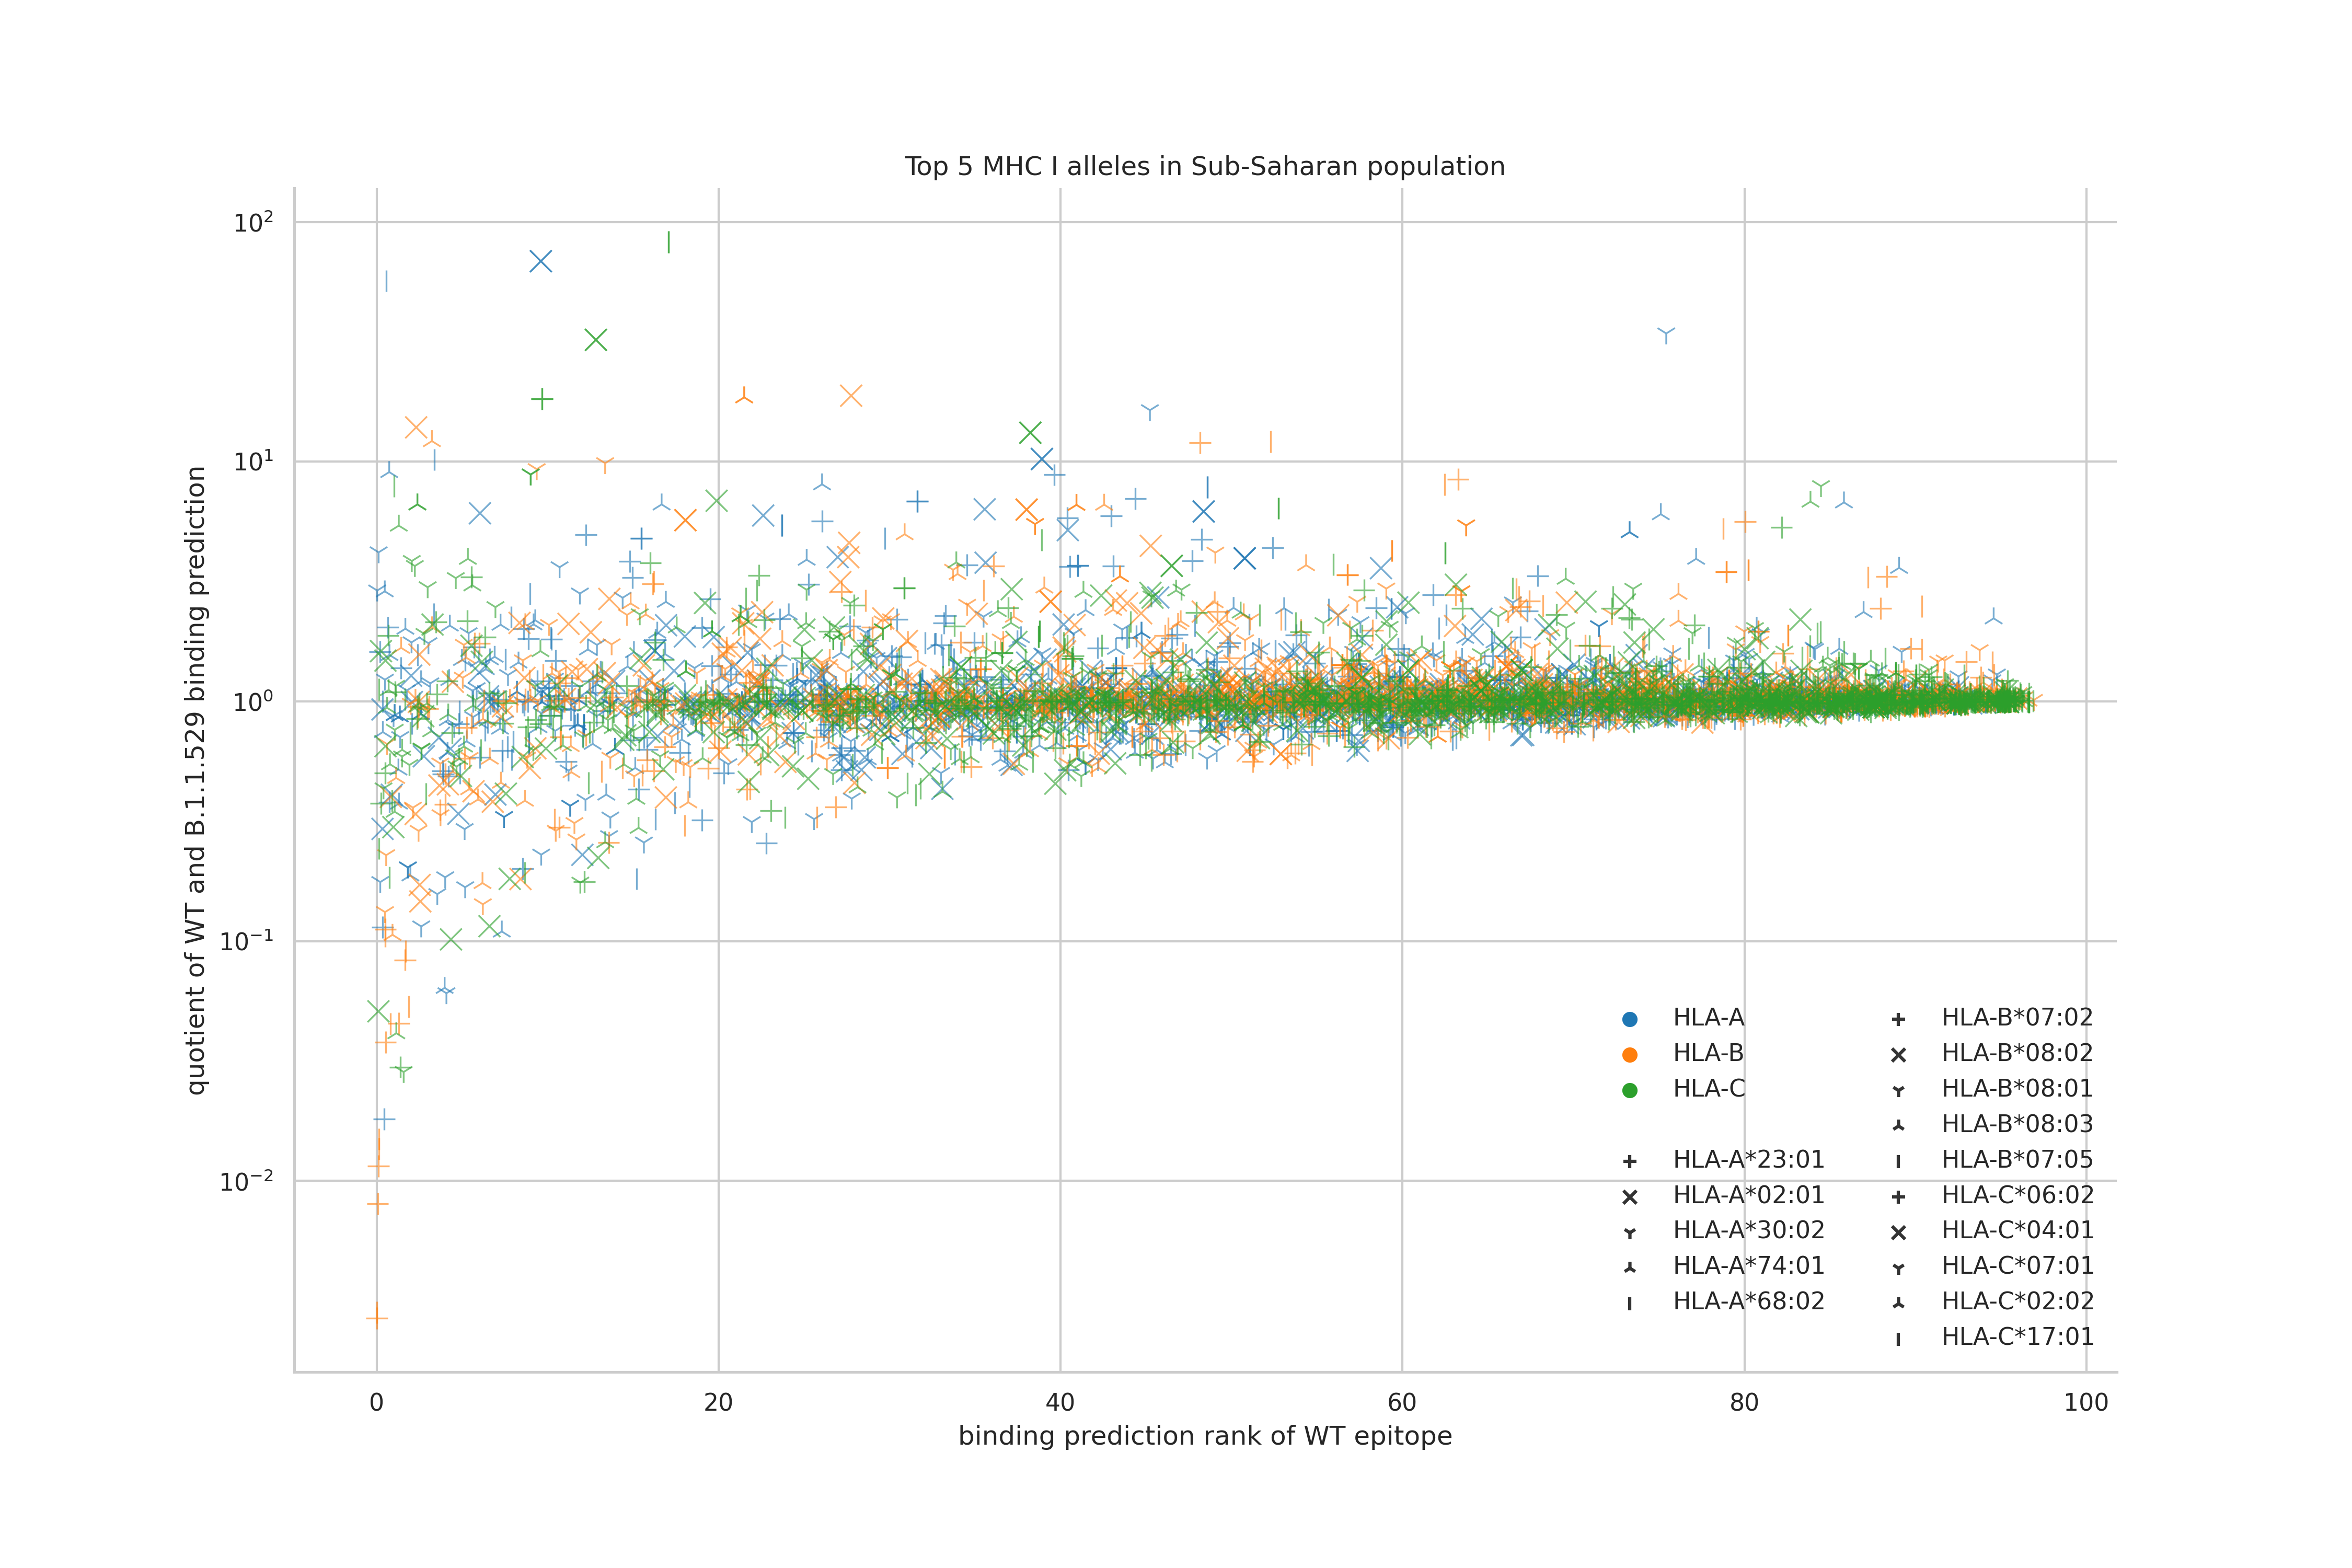 Top 5 MHC I alleles in Sub-Saharan population
10²
10¹
10⁰
10⁻¹
10⁻²
quotient of WT and B.1.1.529 binding prediction
0 20 40 60 80 100
binding prediction rank of WT epitope
HLA-A
HLA-B
HLA-C
HLA-A*23:01
HLA-A*02:01
HLA-A*30:02
HLA-A*74:01
HLA-A*68:02
HLA-B*07:02
HLA-B*08:02
HLA-B*08:01
HLA-B*08:03
HLA-B*07:05
HLA-C*06:02
HLA-C*04:01
HLA-C*07:01
HLA-C*02:02
HLA-C*17:01